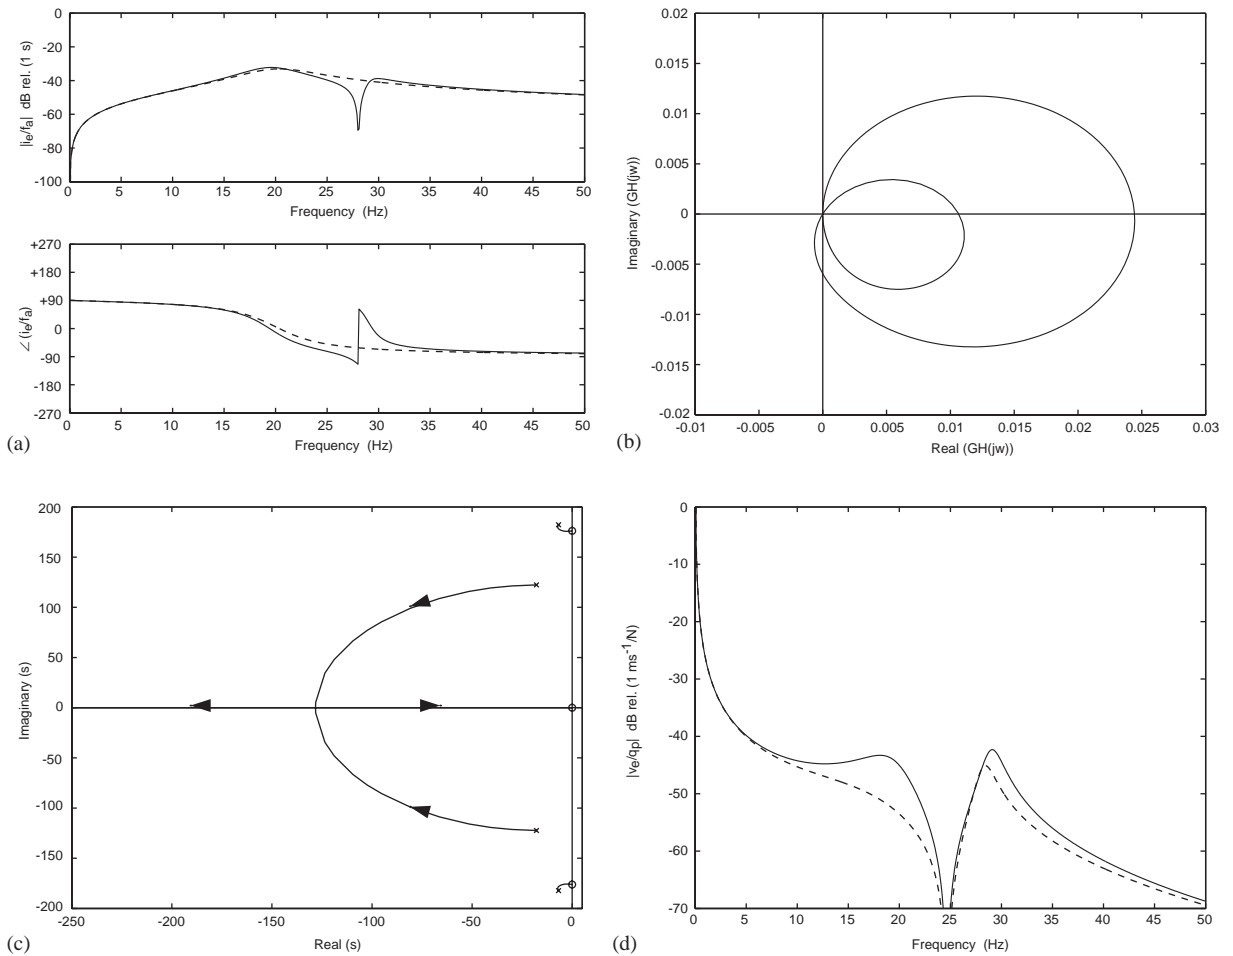 0
-20
-40
-60
-80
-100
|ie/fa| dB rel. (1 s)
0 5 10 15 20 25 30 35 40 45 50
Frequency (Hz)
+270
+180
+90
0
-90
-180
-270
∠(ie/fa)
0 5 10 15 20 25 30 35 40 45 50
Frequency (Hz)
(a)
0.02
0.015
0.01
0.005
0
-0.005
-0.01
-0.015
-0.02
Imaginary (GH(jw))
-0.01 -0.005 0 0.005 0.01 0.015 0.02 0.025 0.03
Real (GH(jw))
(b)
200
150
100
50
0
-50
-100
-150
-200
Imaginary (s)
-250 -200 -150 -100 -50 0
Real (s)
(c)
0
-10
-20
-30
-40
-50
-60
-70
|ve/qp| dB rel. (1 ms-1/N)
0 5 10 15 20 25 30 35 40 45 50
Frequency (Hz)
(d)